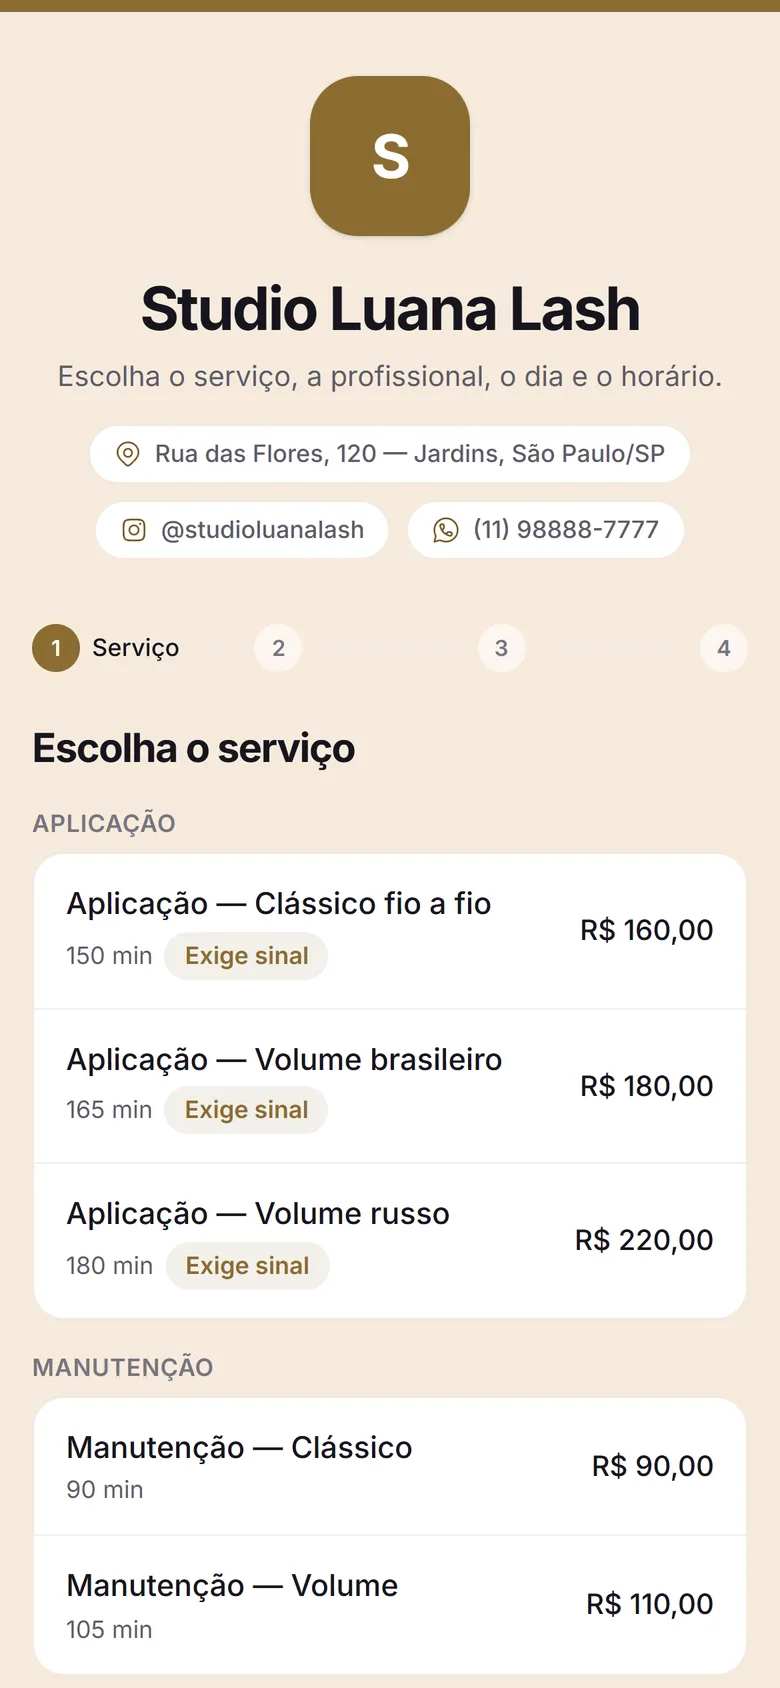 S
Studio Luana Lash
Escolha o serviço, a profissional, o dia e o horário.
Rua das Flores, 120 — Jardins, São Paulo/SP
@studioluanalash
(11) 98888-7777
1 Serviço 2 3 4
Escolha o serviço
APLICAÇÃO
Aplicação — Clássico fio a fio
150 min Exige sinal
R$ 160,00
Aplicação — Volume brasileiro
165 min Exige sinal
R$ 180,00
Aplicação — Volume russo
180 min Exige sinal
R$ 220,00
MANUTENÇÃO
Manutenção — Clássico
90 min
R$ 90,00
Manutenção — Volume
105 min
R$ 110,00